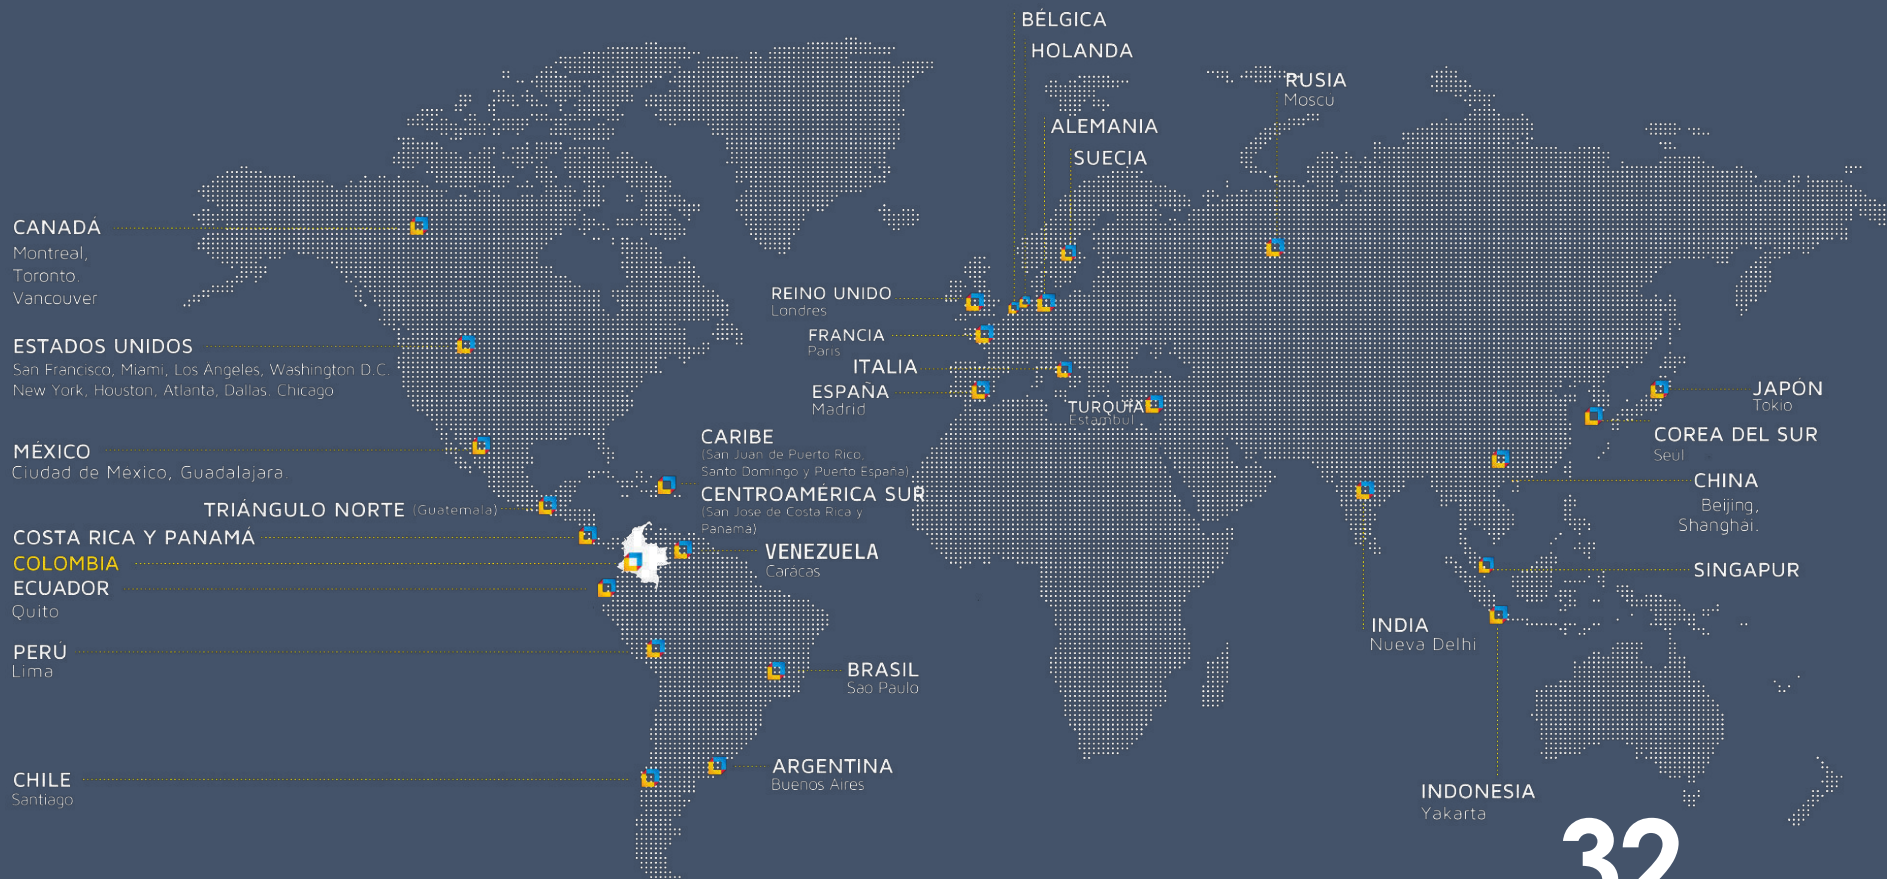 BÉLGICA
HOLANDA
RUSIA
Moscu
ALEMANIA
SUECIA
CANADÁ
Montreal,
Toronto.
Vancouver
REINO UNIDO
Londres
FRANCIA
Paris
ESTADOS UNIDOS
San Francisco, Miami, Los Angeles, Washington D.C.
New York, Houston, Atlanta, Dallas. Chicago
ITALIA
ESPAÑA
Madrid
TURQUÍA
Estambul
JAPÓN
Tokio
COREA DEL SUR
Seul
MÉXICO
Ciudad de Mexico, Guadalajara.
CARIBE
(San Juan de Puerto Rico,
Santo Domingo y Puerto España)
CENTROAMÉRICA SUR
(San Jose de Costa Rica y
Panamá)
CHINA
Beijing,
Shanghai.
TRIÁNGULO NORTE (Guatemala)
COSTA RICA Y PANAMÁ
COLOMBIA
VENEZUELA
Caracas
ECUADOR
Quito
SINGAPUR
INDIA
Nueva Delhi
PERÚ
Lima
BRASIL
Sao Paulo
CHILE
Santiago
ARGENTINA
Buenos Aires
INDONESIA
Yakarta
32